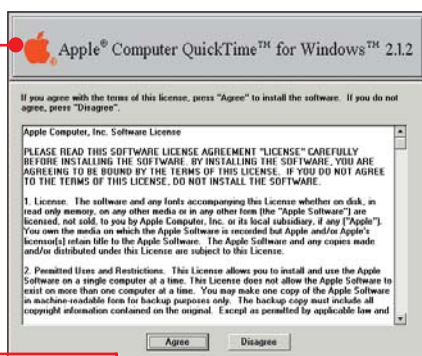 Apple® Computer QuickTime™ for Windows™ 2.1.2
If you agree with the terms of this license, press "Agree" to install the software. If you do not
agree, press "Disagree".
Apple Computer, Inc. Software License
PLEASE READ THIS SOFTWARE LICENSE AGREEMENT "LICENSE" CAREFULLY
BEFORE INSTALLING THE SOFTWARE. BY INSTALLING THE SOFTWARE, YOU ARE
AGREEING TO BE BOUND BY THE TERMS OF THIS LICENSE. IF YOU DO NOT AGREE
TO THE TERMS OF THIS LICENSE, DO NOT INSTALL THE SOFTWARE.
1. License. The software and any fonts accompanying this License whether on disk, in
read only memory, on any other media or in any other form (the "Apple Software") are
licensed, not sold, to you by Apple Computer, Inc. or its local subsidiary, if any ("Apple").
You own the media on which the Apple Software is recorded but Apple and/or Apple's
licensor[s] retain title to the Apple Software. The Apple Software and any copies made
and/or distributed under this License are subject to this License.
2. Permitted Uses and Restrictions. This License allows you to install and use the Apple
Software on a single computer at a time. This License does not allow the Apple Software to
exist on more than one computer at a time. You may make one copy of the Apple Software
in machine-readable form for backup purposes only. The backup copy must include all
copyright information contained on the original. Except as permitted by applicable law and
Agree Disagree